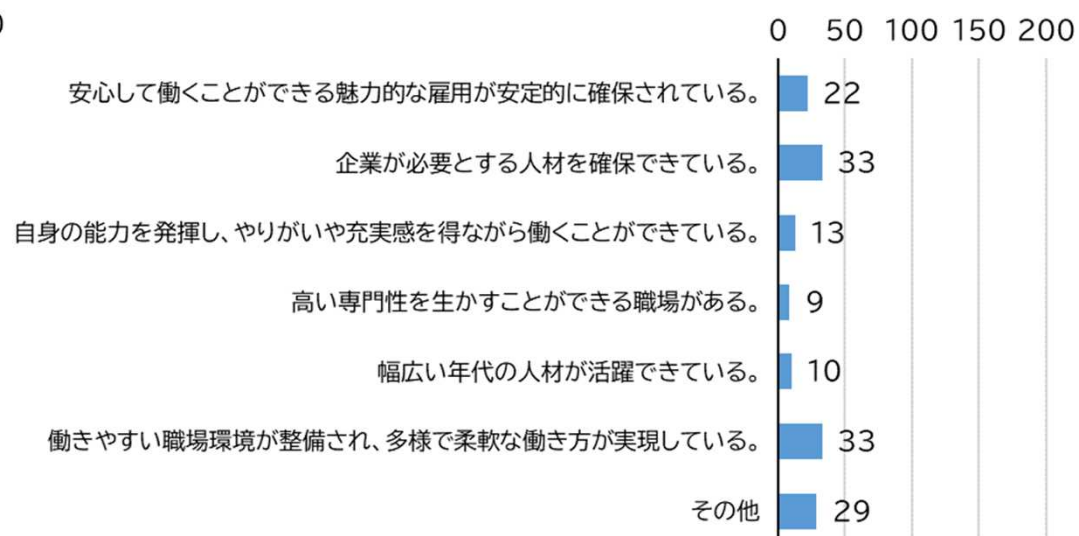 0 50 100 150 200
安心して働くことができる魅力的な雇用が安定的に確保されている。 22
企業が必要とする人材を確保できている。 33
自身の能力を発揮し、やりがいや充実感を得ながら働くことができている。 13
高い専門性を生かすことができる職場がある。 9
幅広い年代の人材が活躍できている。 10
働きやすい職場環境が整備され、多様で柔軟な働き方が実現している。 33
その他 29